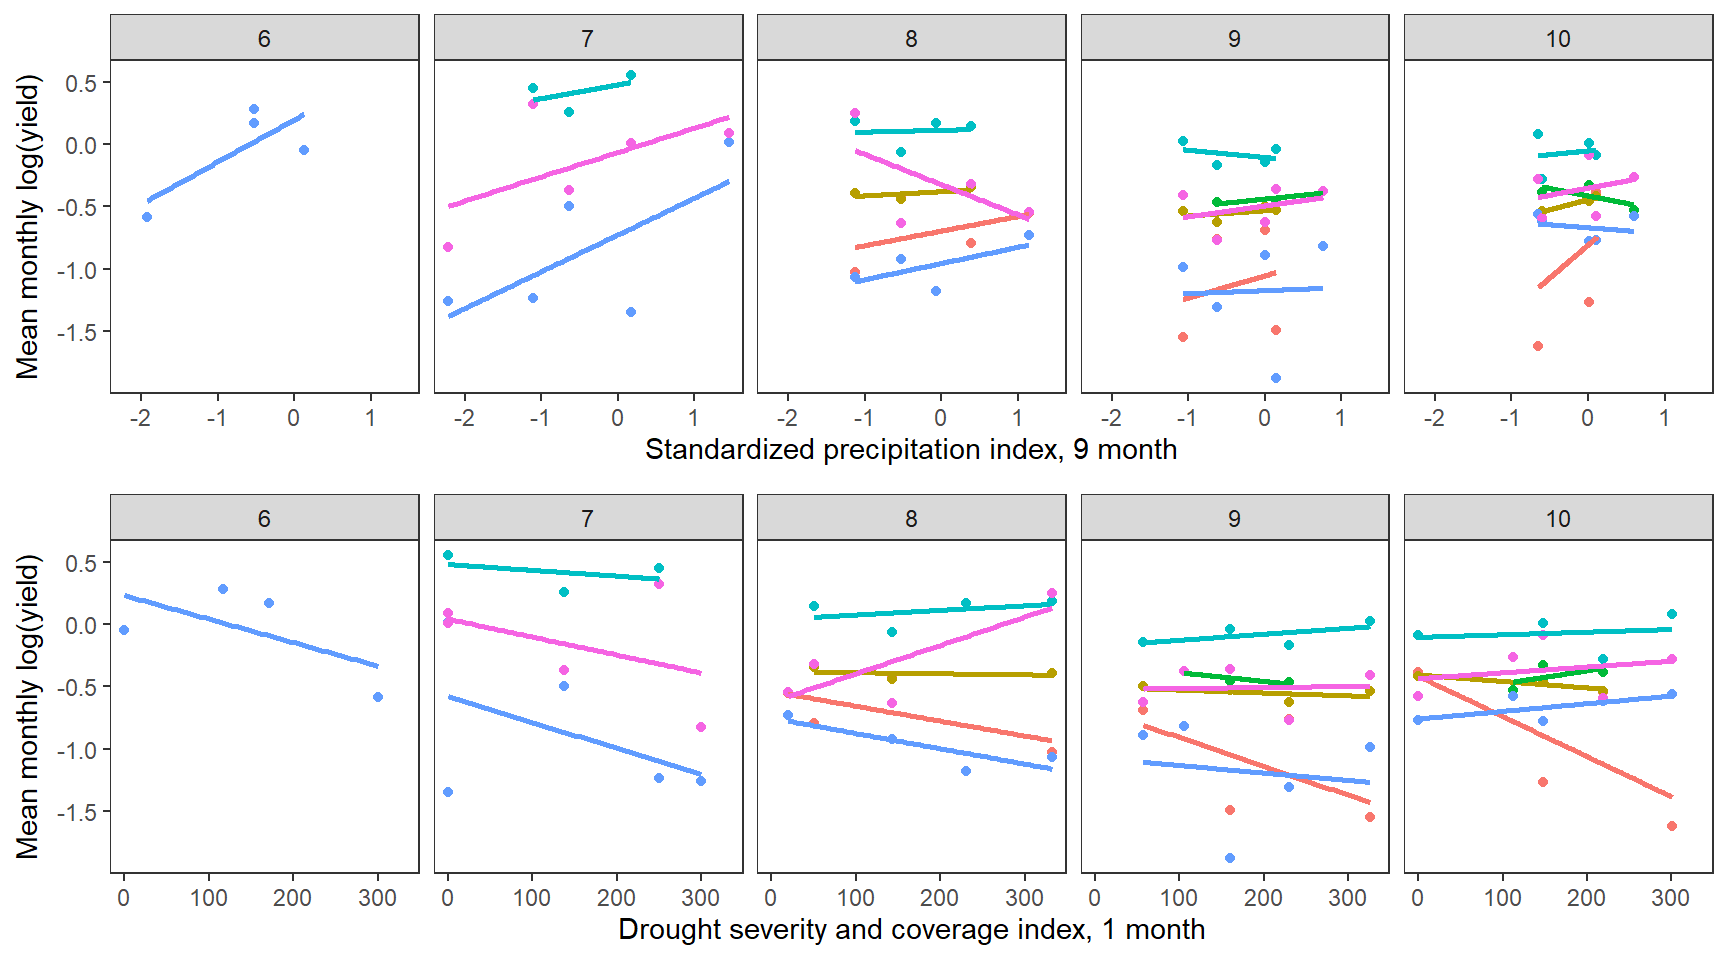 6 7 8 9 10
Mean monthly log(yield)
0.5
0.0
-0.5
-1.0
-1.5
-2 -1 0 1 -2 -1 0 1 -2 -1 0 1 -2 -1 0 1 -2 -1 0 1
Standardized precipitation index, 9 month
6 7 8 9 10
Mean monthly log(yield)
0.5
0.0
-0.5
-1.0
-1.5
0 100 200 300 0 100 200 300 0 100 200 300 0 100 200 300 0 100 200 300
Drought severity and coverage index, 1 month